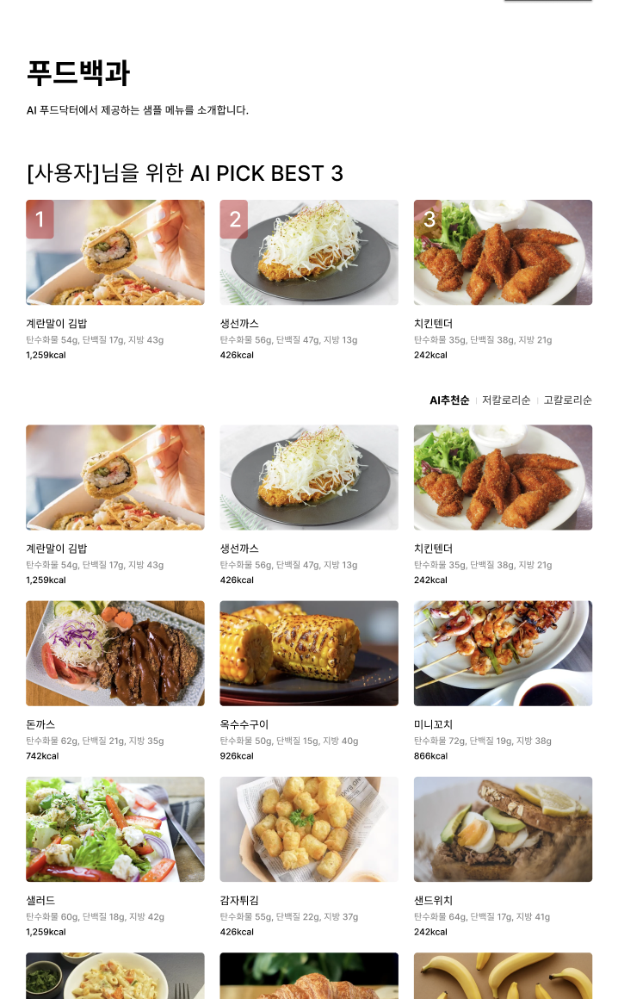 푸드백과
AI 푸드닥터에서 제공하는 샘플 메뉴를 소개합니다.
[사용자]님을 위한 AI PICK BEST 3
1
2
3
계란말이 김밥
탄수화물 54g, 단백질 17g, 지방 43g
1,259kcal
생선까스
탄수화물 56g, 단백질 47g, 지방 13g
426kcal
치킨텐더
탄수화물 35g, 단백질 38g, 지방 21g
242kcal
AI추천순 | 저칼로리순 | 고칼로리순
계란말이 김밥
탄수화물 54g, 단백질 17g, 지방 43g
1,259kcal
생선까스
탄수화물 56g, 단백질 47g, 지방 13g
426kcal
치킨텐더
탄수화물 35g, 단백질 38g, 지방 21g
242kcal
돈까스
탄수화물 62g, 단백질 21g, 지방 35g
742kcal
옥수수구이
탄수화물 50g, 단백질 15g, 지방 40g
926kcal
미니꼬치
탄수화물 72g, 단백질 19g, 지방 38g
866kcal
샐러드
탄수화물 60g, 단백질 18g, 지방 42g
1,259kcal
감자튀김
탄수화물 55g, 단백질 22g, 지방 37g
426kcal
샌드위치
탄수화물 64g, 단백질 17g, 지방 41g
242kcal